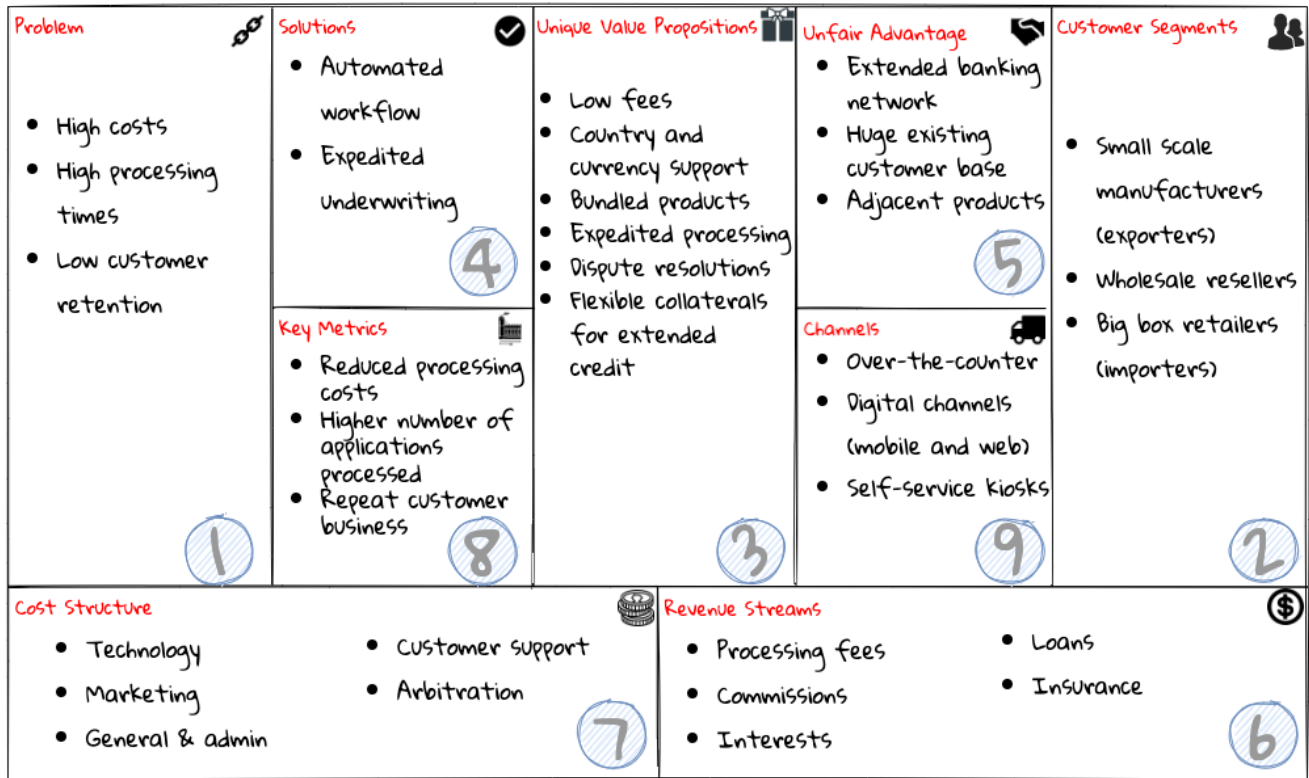 Problem
High costs
High processing
times
Low customer
retention
1
Solutions
Automated
workflow
Expedited
underwriting
4
Key Metrics
Reduced processing
costs
Higher number of
applications
processed
Repeat customer
business
8
Unique Value Propositions
Low fees
Country and
currency support
Bundled products
Expedited processing
Dispute resolutions
Flexible collaterals
for extended
credit
3
Unfair Advantage
Extended banking
network
Huge existing
customer base
Adjacent products
5
Channels
Over-the-counter
Digital channels
(mobile and web)
Self-service kiosks
9
Customer Segments
Small scale
manufacturers
(exporters)
Wholesale resellers
Big box retailers
(importers)
2
Cost Structure
Technology
Marketing
General & admin
Customer support
Arbitration
7
Revenue Streams
$
Processing fees
Commissions
Interests
Loans
Insurance
6